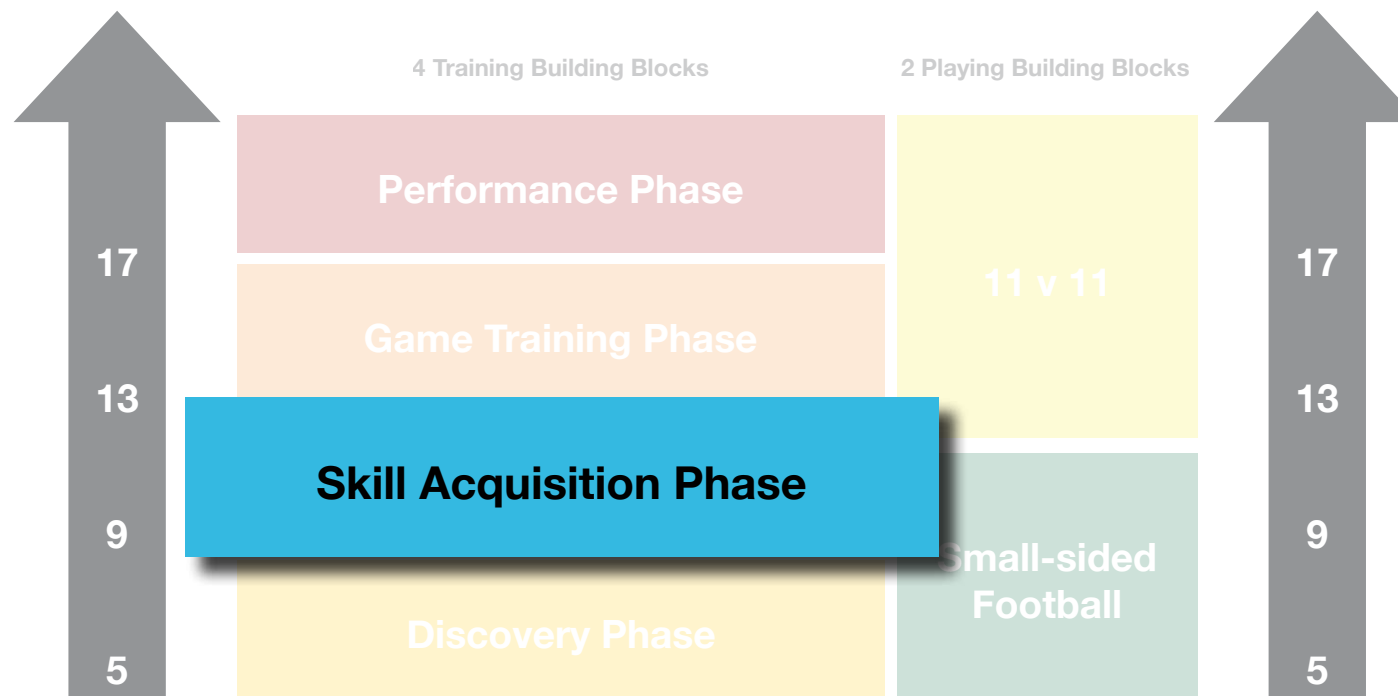 4 Training Building Blocks
2 Playing Building Blocks
Performance Phase
17
11 v 11
17
Game Training Phase
13
13
Skill Acquisition Phase
9
9
Small-sided
Football
Discovery Phase
5
5